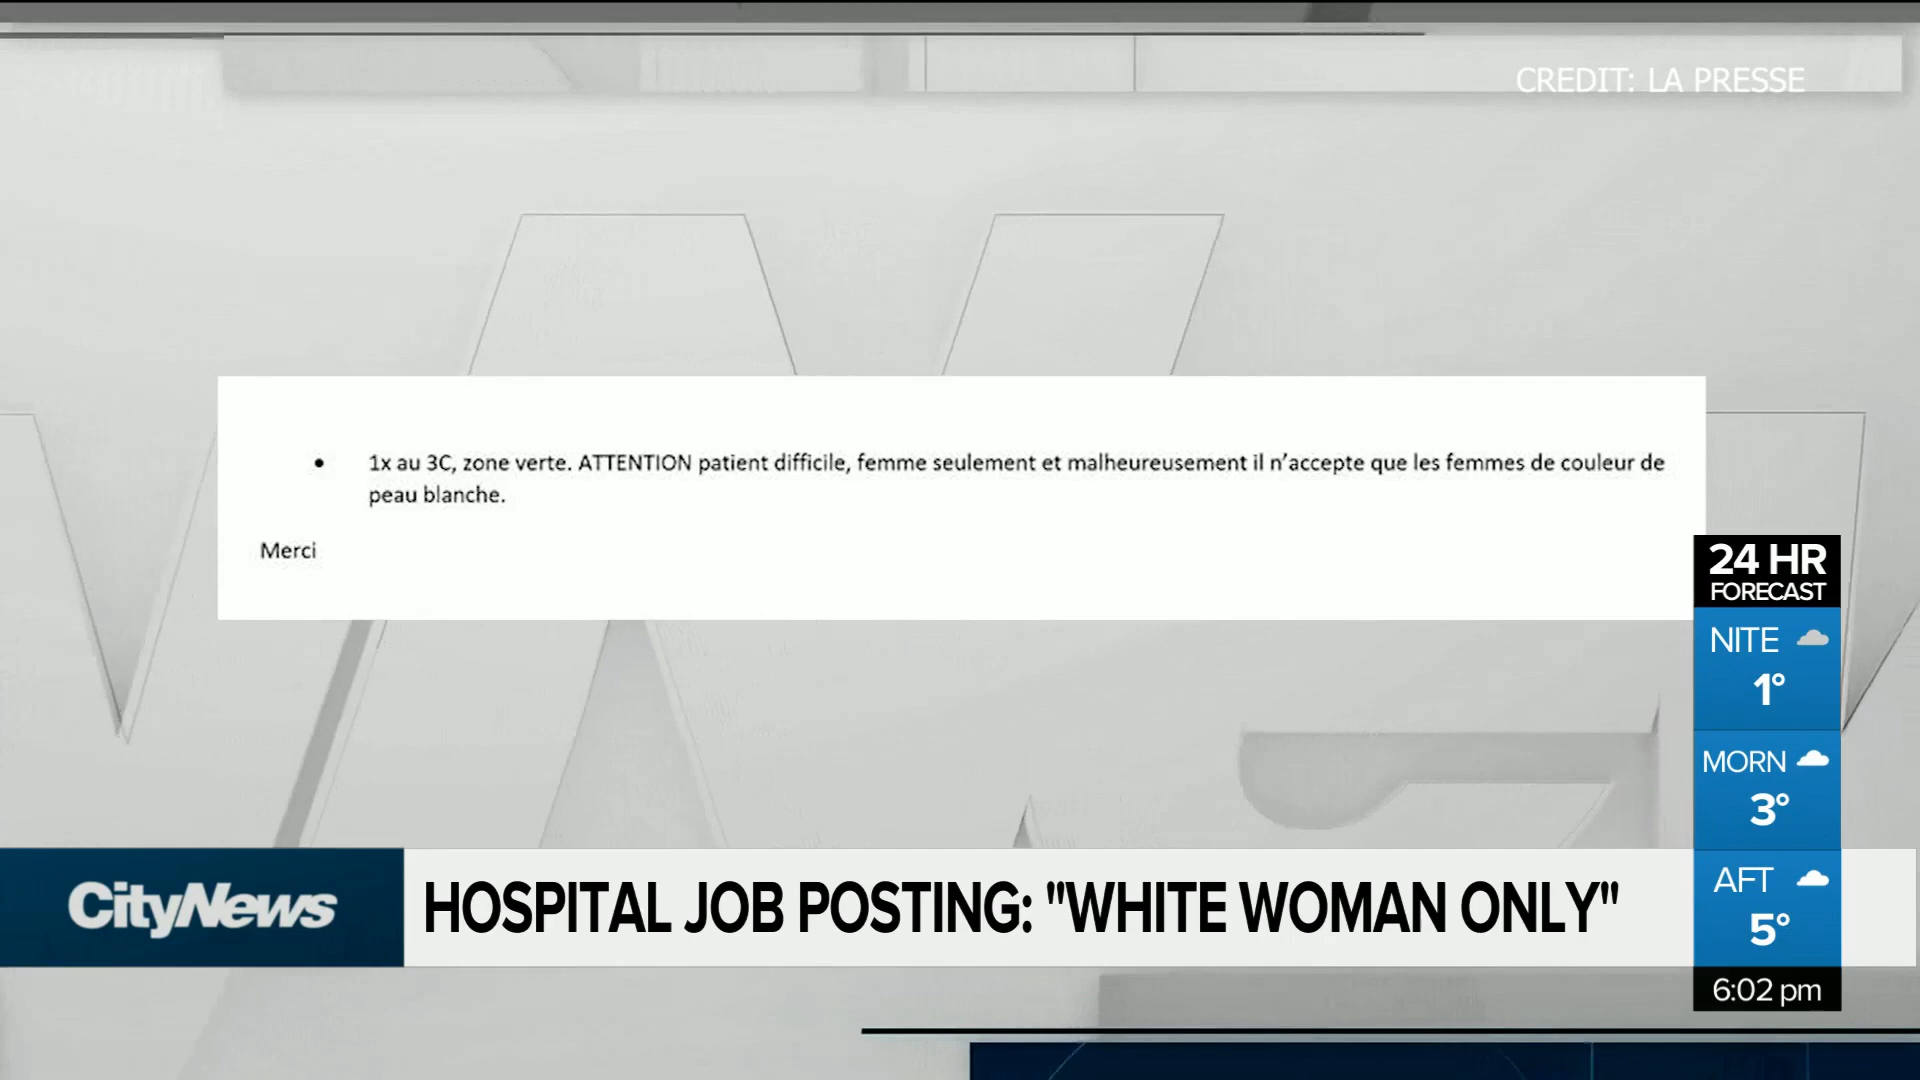 CREDIT: LA PRESSE
• 1x au 3C, zone verte. ATTENTION patient difficile, femme seulement et malheureusement il n'accepte que les femmes de couleur de
peau blanche.
Merci
24 HR
FORECAST
NITE
1°
MORN
3°
AFT
5°
6:02 pm
CityNews
HOSPITAL JOB POSTING: "WHITE WOMAN ONLY"